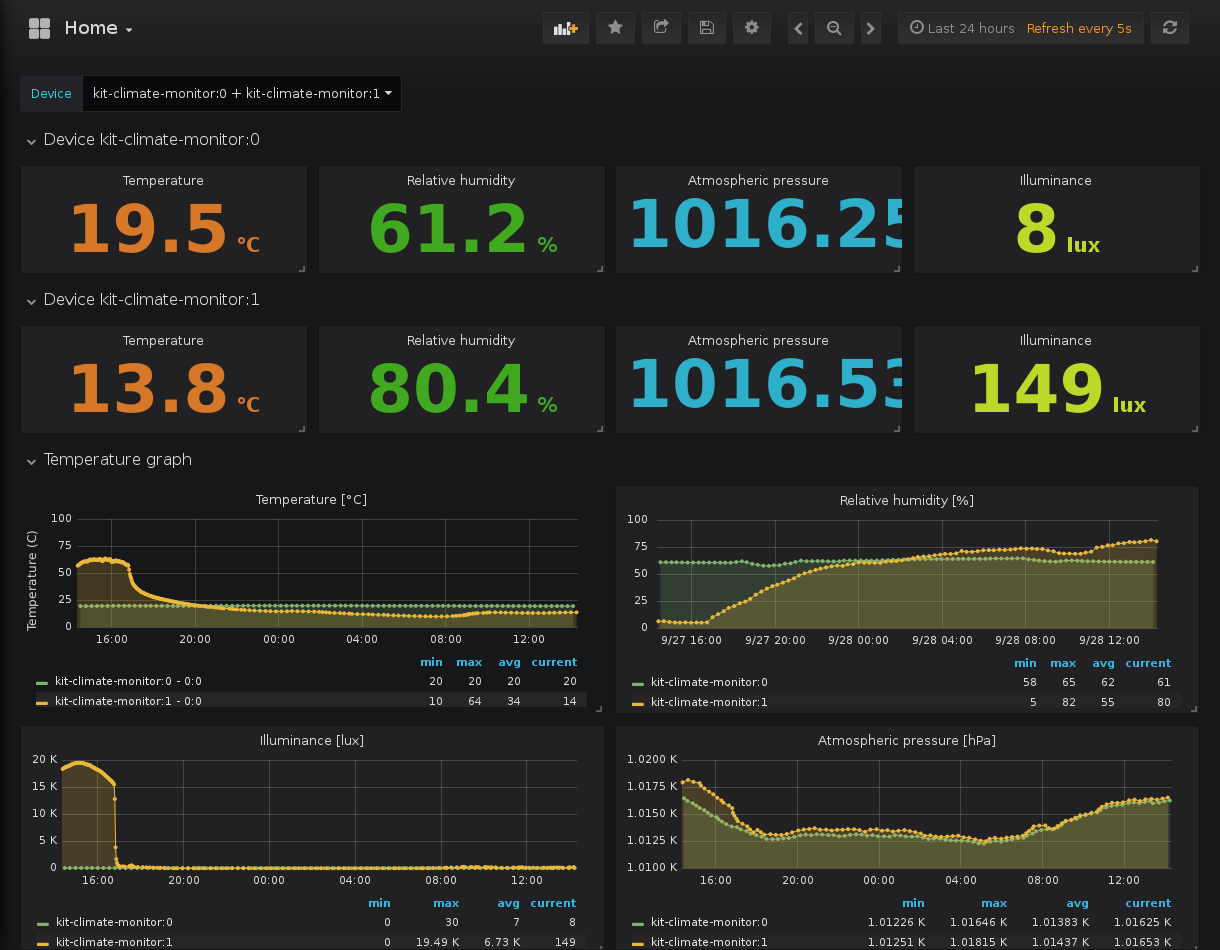 Home
Last 24 hours Refresh every 5s
Device kit-climate-monitor:0 + kit-climate-monitor:1
Device kit-climate-monitor:0
Temperature Relative humidity Atmospheric pressure Illuminance
19.5 °C 61.2 % 1016.25 8 lux
Device kit-climate-monitor:1
Temperature Relative humidity Atmospheric pressure Illuminance
13.8 °C 80.4 % 1016.53 149 lux
Temperature graph
Temperature [°C]
Temperature (C)
100
75
50
25
0
16:00 20:00 00:00 04:00 08:00 12:00
min max avg current
kit-climate-monitor:0 - 0:0 20 20 20 20
kit-climate-monitor:1 - 0:0 10 64 34 14
Relative humidity [%]
100
75
50
25
0
9/27 16:00 9/27 20:00 9/28 00:00 9/28 04:00 9/28 08:00 9/28 12:00
min max avg current
kit-climate-monitor:0 58 65 62 61
kit-climate-monitor:1 5 82 55 80
Illuminance [lux]
20 K
15 K
10 K
5 K
0
16:00 20:00 00:00 04:00 08:00 12:00
min max avg current
kit-climate-monitor:0 0 30 7 8
kit-climate-monitor:1 0 19.49 K 6.73 K 149
Atmospheric pressure [hPa]
1.0200 K
1.0175 K
1.0150 K
1.0125 K
1.0100 K
16:00 20:00 00:00 04:00 08:00 12:00
min max avg current
kit-climate-monitor:0 1.01226 K 1.01646 K 1.01383 K 1.01625 K
kit-climate-monitor:1 1.01251 K 1.01815 K 1.01437 K 1.01653 K